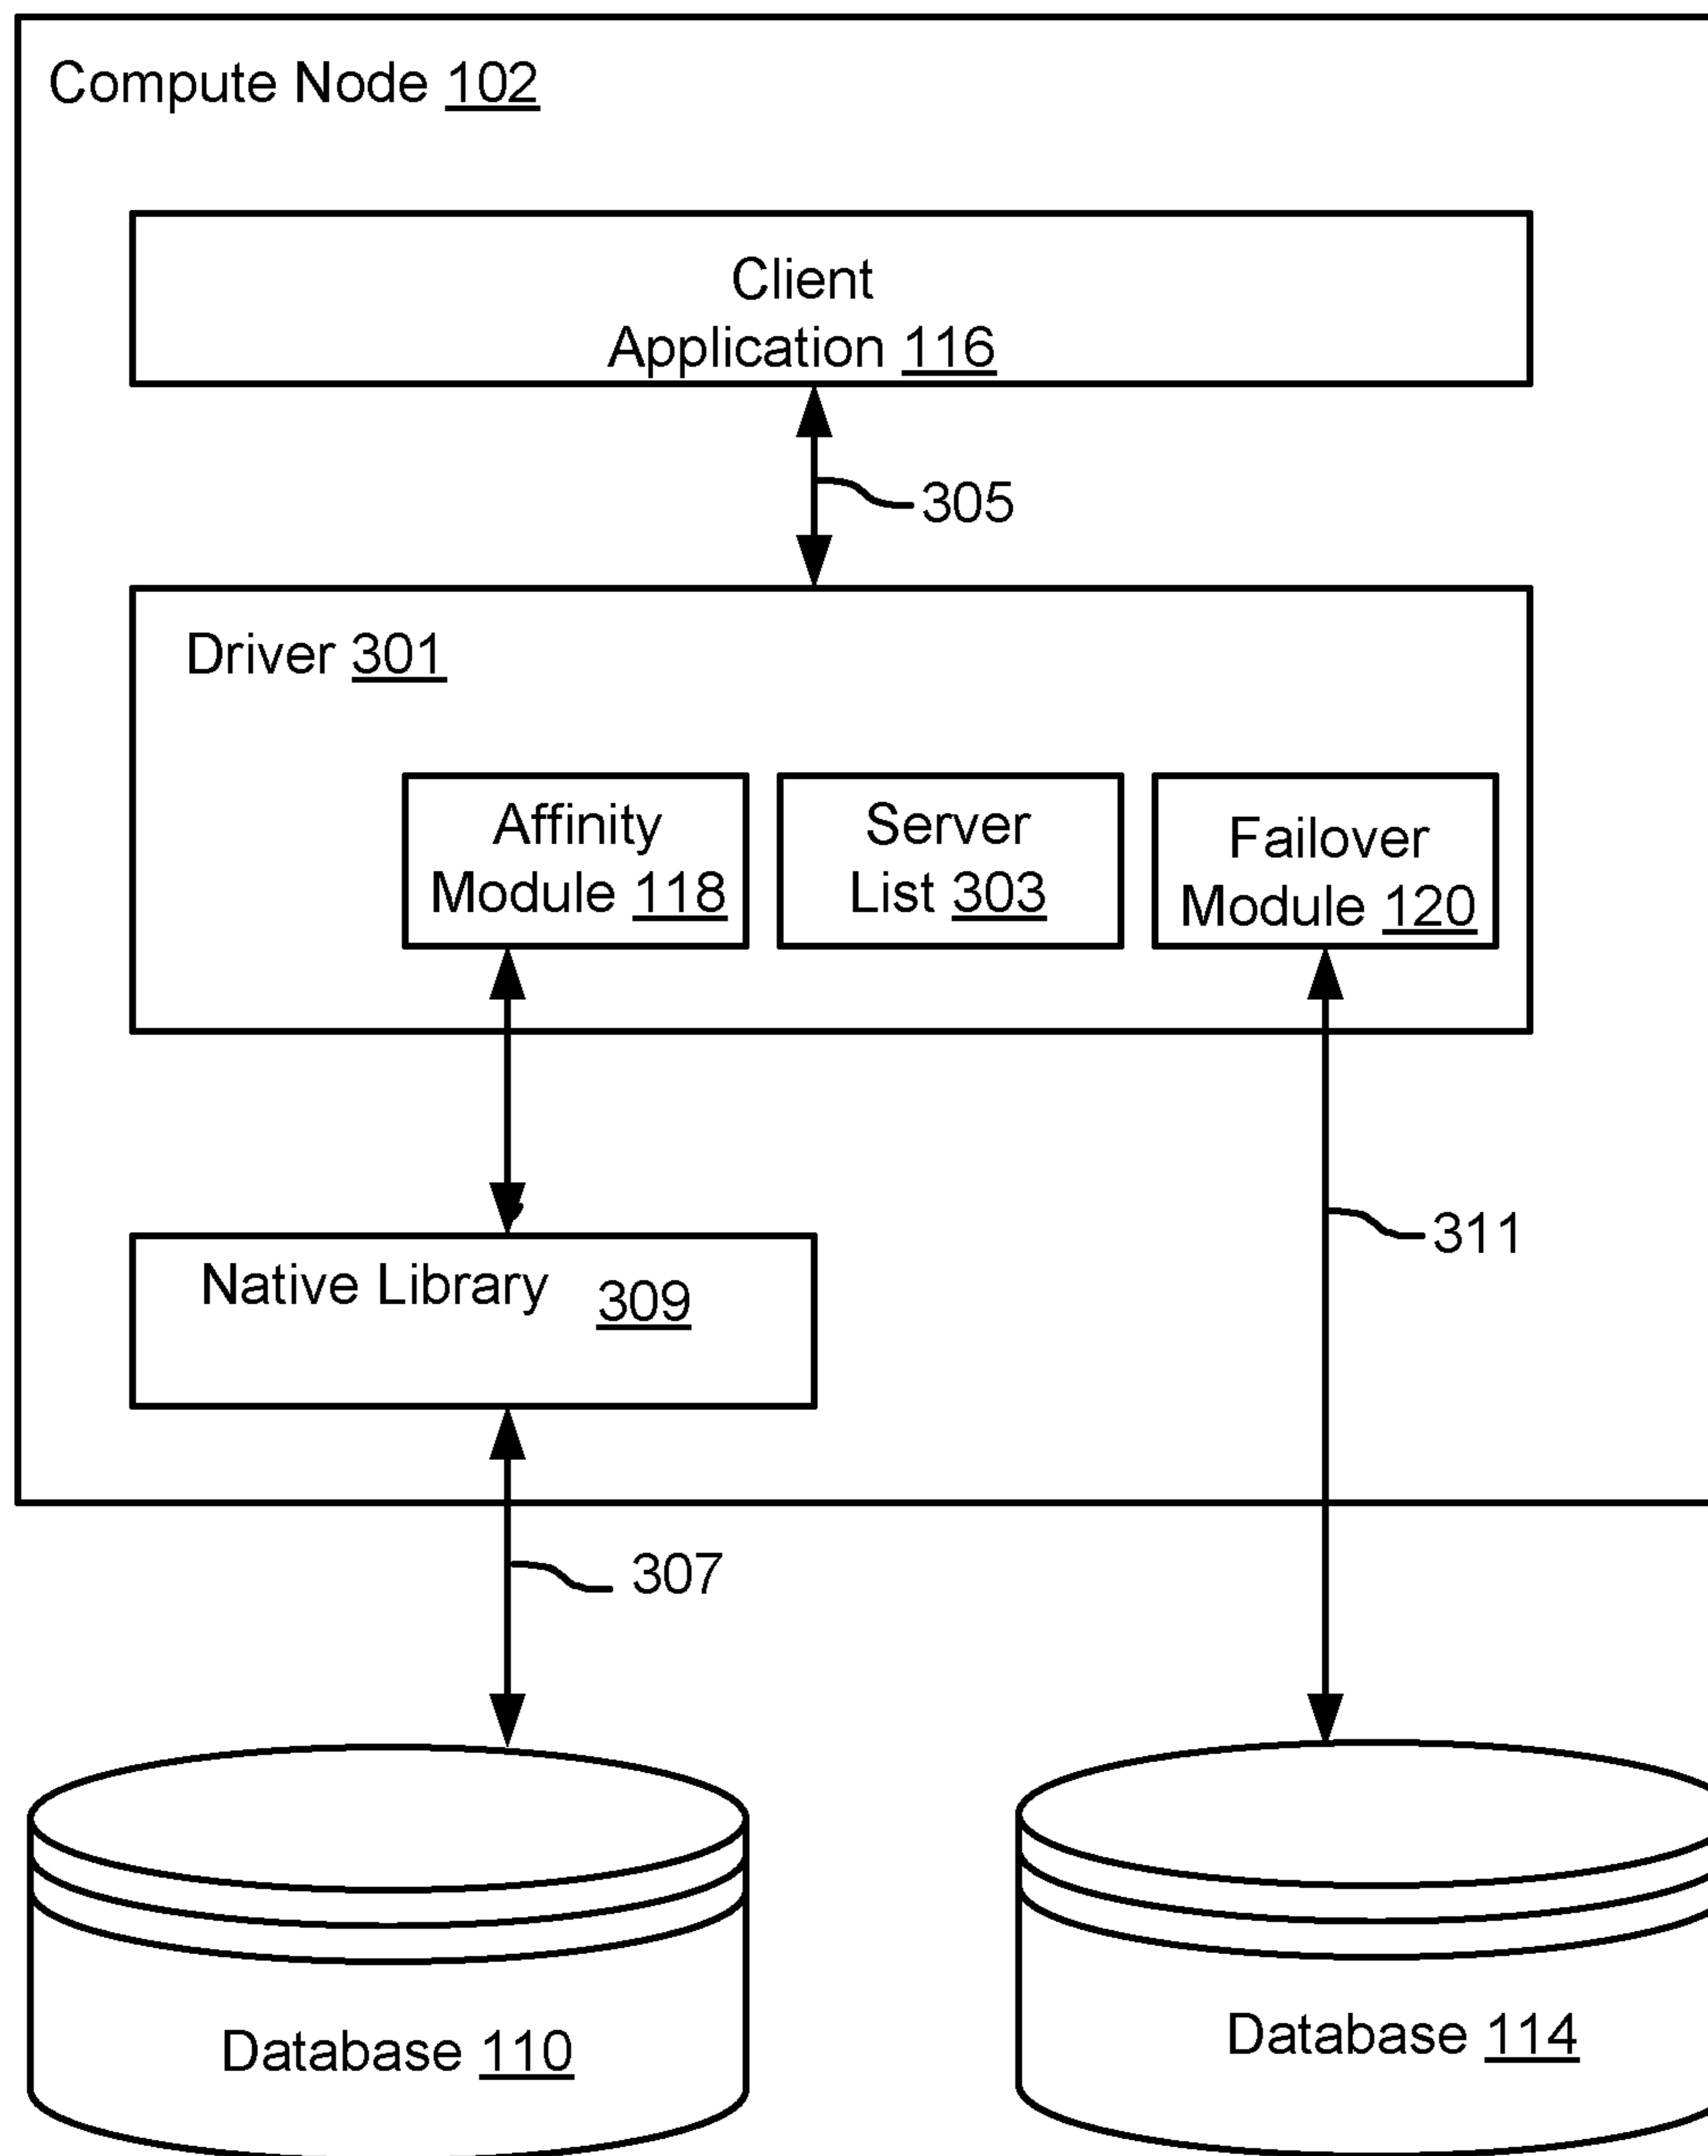 Compute Node 102
Client
Application 116
305
Driver 301
Affinity
Module 118
Server
List 303
Failover
Module 120
311
Native Library 309
307
Database 110
Database 114